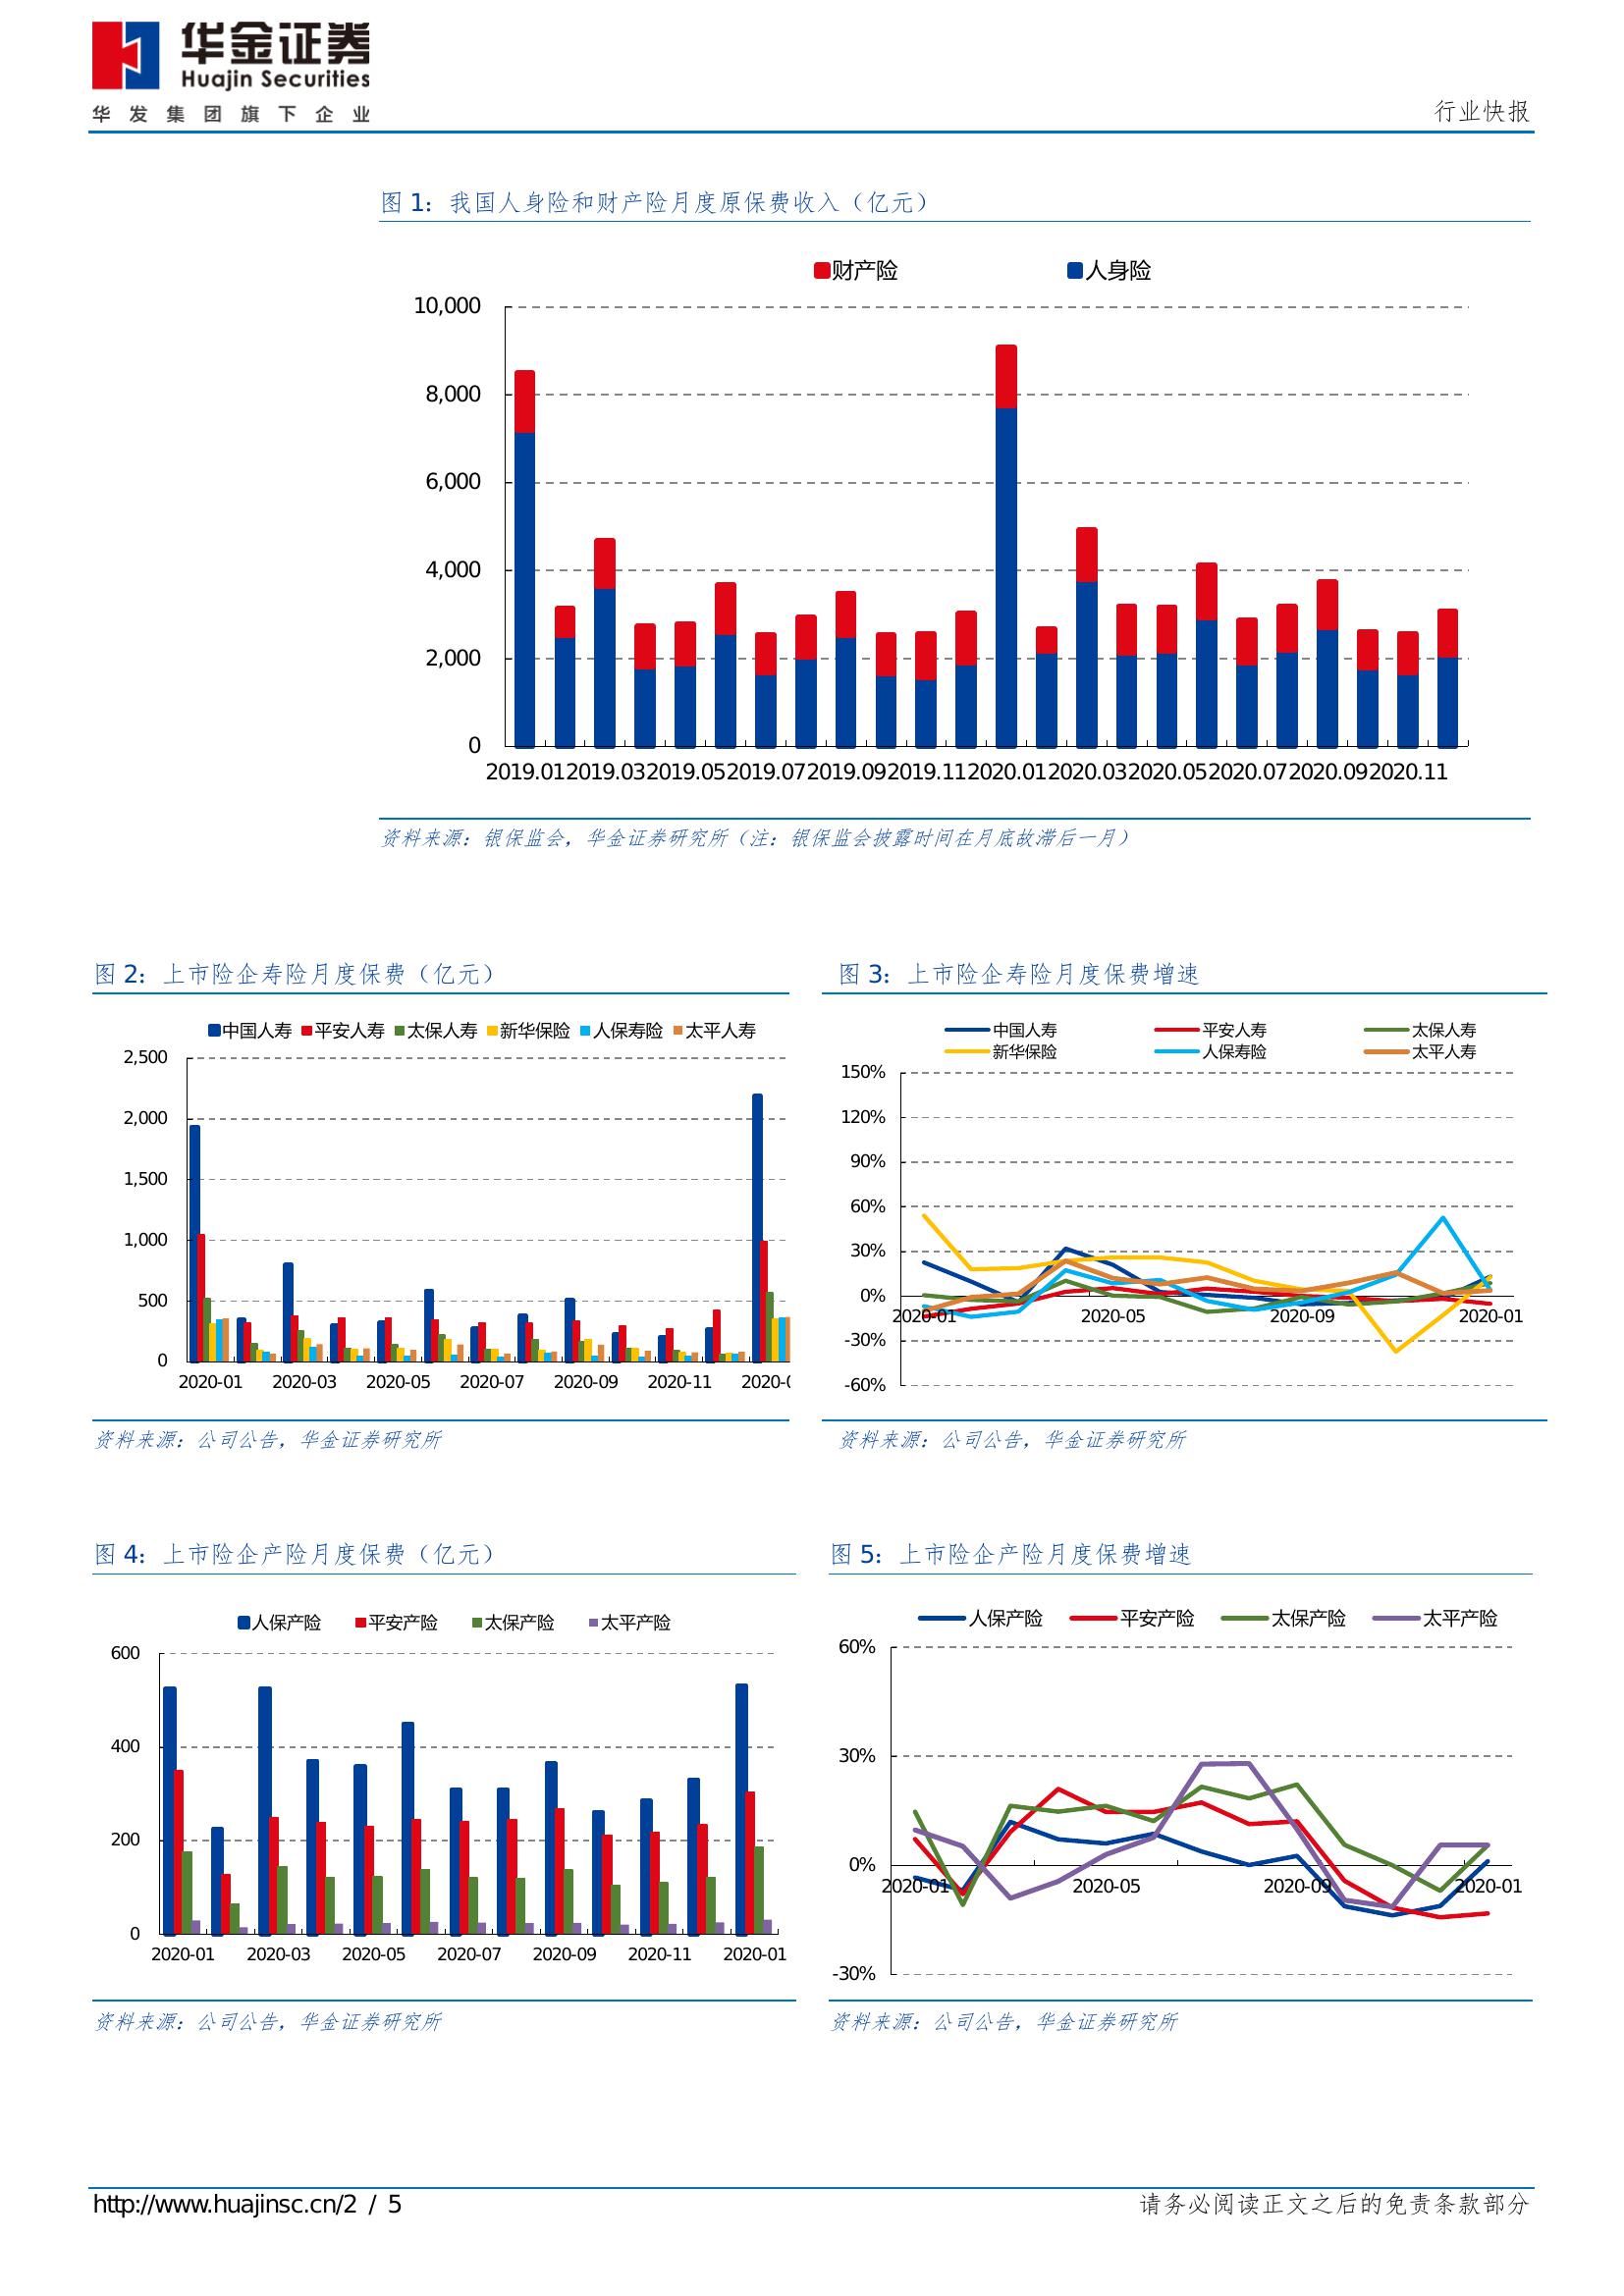 华金证券
Huajin Securities
华发集团旗下企业
行业快报
图 1：我国人身险和财产险月度原保费收入（亿元）
财产险 人身险
10,000
8,000
6,000
4,000
2,000
0
2019.01 2019.03 2019.05 2019.07 2019.09 2019.11 2020.01 2020.03 2020.05 2020.07 2020.09 2020.11
资料来源：银保监会，华金证券研究所（注：银保监会披露时间在月底故滞后一月）
图 2：上市险企寿险月度保费（亿元）
中国人寿 平安人寿 太保人寿 新华保险 人保寿险 太平人寿
2,500
2,000
1,500
1,000
500
0
2020-01 2020-03 2020-05 2020-07 2020-09 2020-11 2020-0
资料来源：公司公告，华金证券研究所
图 3：上市险企寿险月度保费增速
中国人寿 平安人寿 太保人寿
新华保险 人保寿险 太平人寿
150%
120%
90%
60%
30%
0%
2020-01 2020-05 2020-09 2020-01
-30%
-60%
资料来源：公司公告，华金证券研究所
图 4：上市险企产险月度保费（亿元）
人保产险 平安产险 太保产险 太平产险
600
400
200
0
2020-01 2020-03 2020-05 2020-07 2020-09 2020-11 2020-01
资料来源：公司公告，华金证券研究所
图 5：上市险企产险月度保费增速
人保产险 平安产险 太保产险 太平产险
60%
30%
0%
2020-01 2020-05 2020-09 2020-01
-30%
资料来源：公司公告，华金证券研究所
http://www.huajinsc.cn/2 / 5
请务必阅读正文之后的免责条款部分